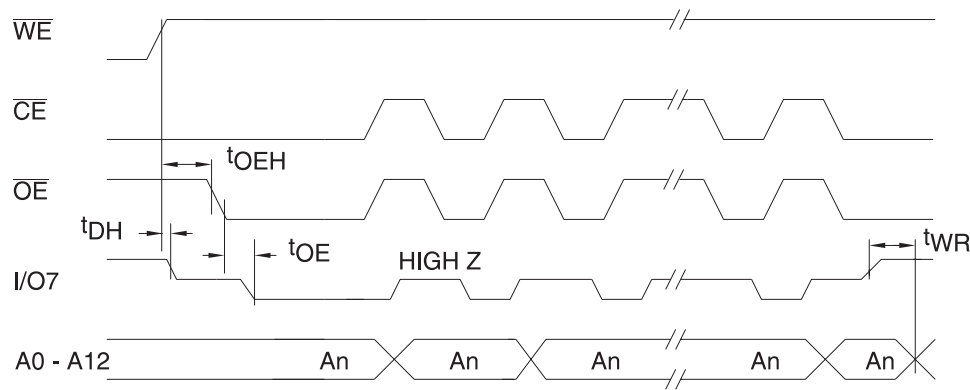 WE
CE
tOEH
OE
tDH
tOE
tWR
HIGH Z
I/O7
A0 - A12 An An An An An